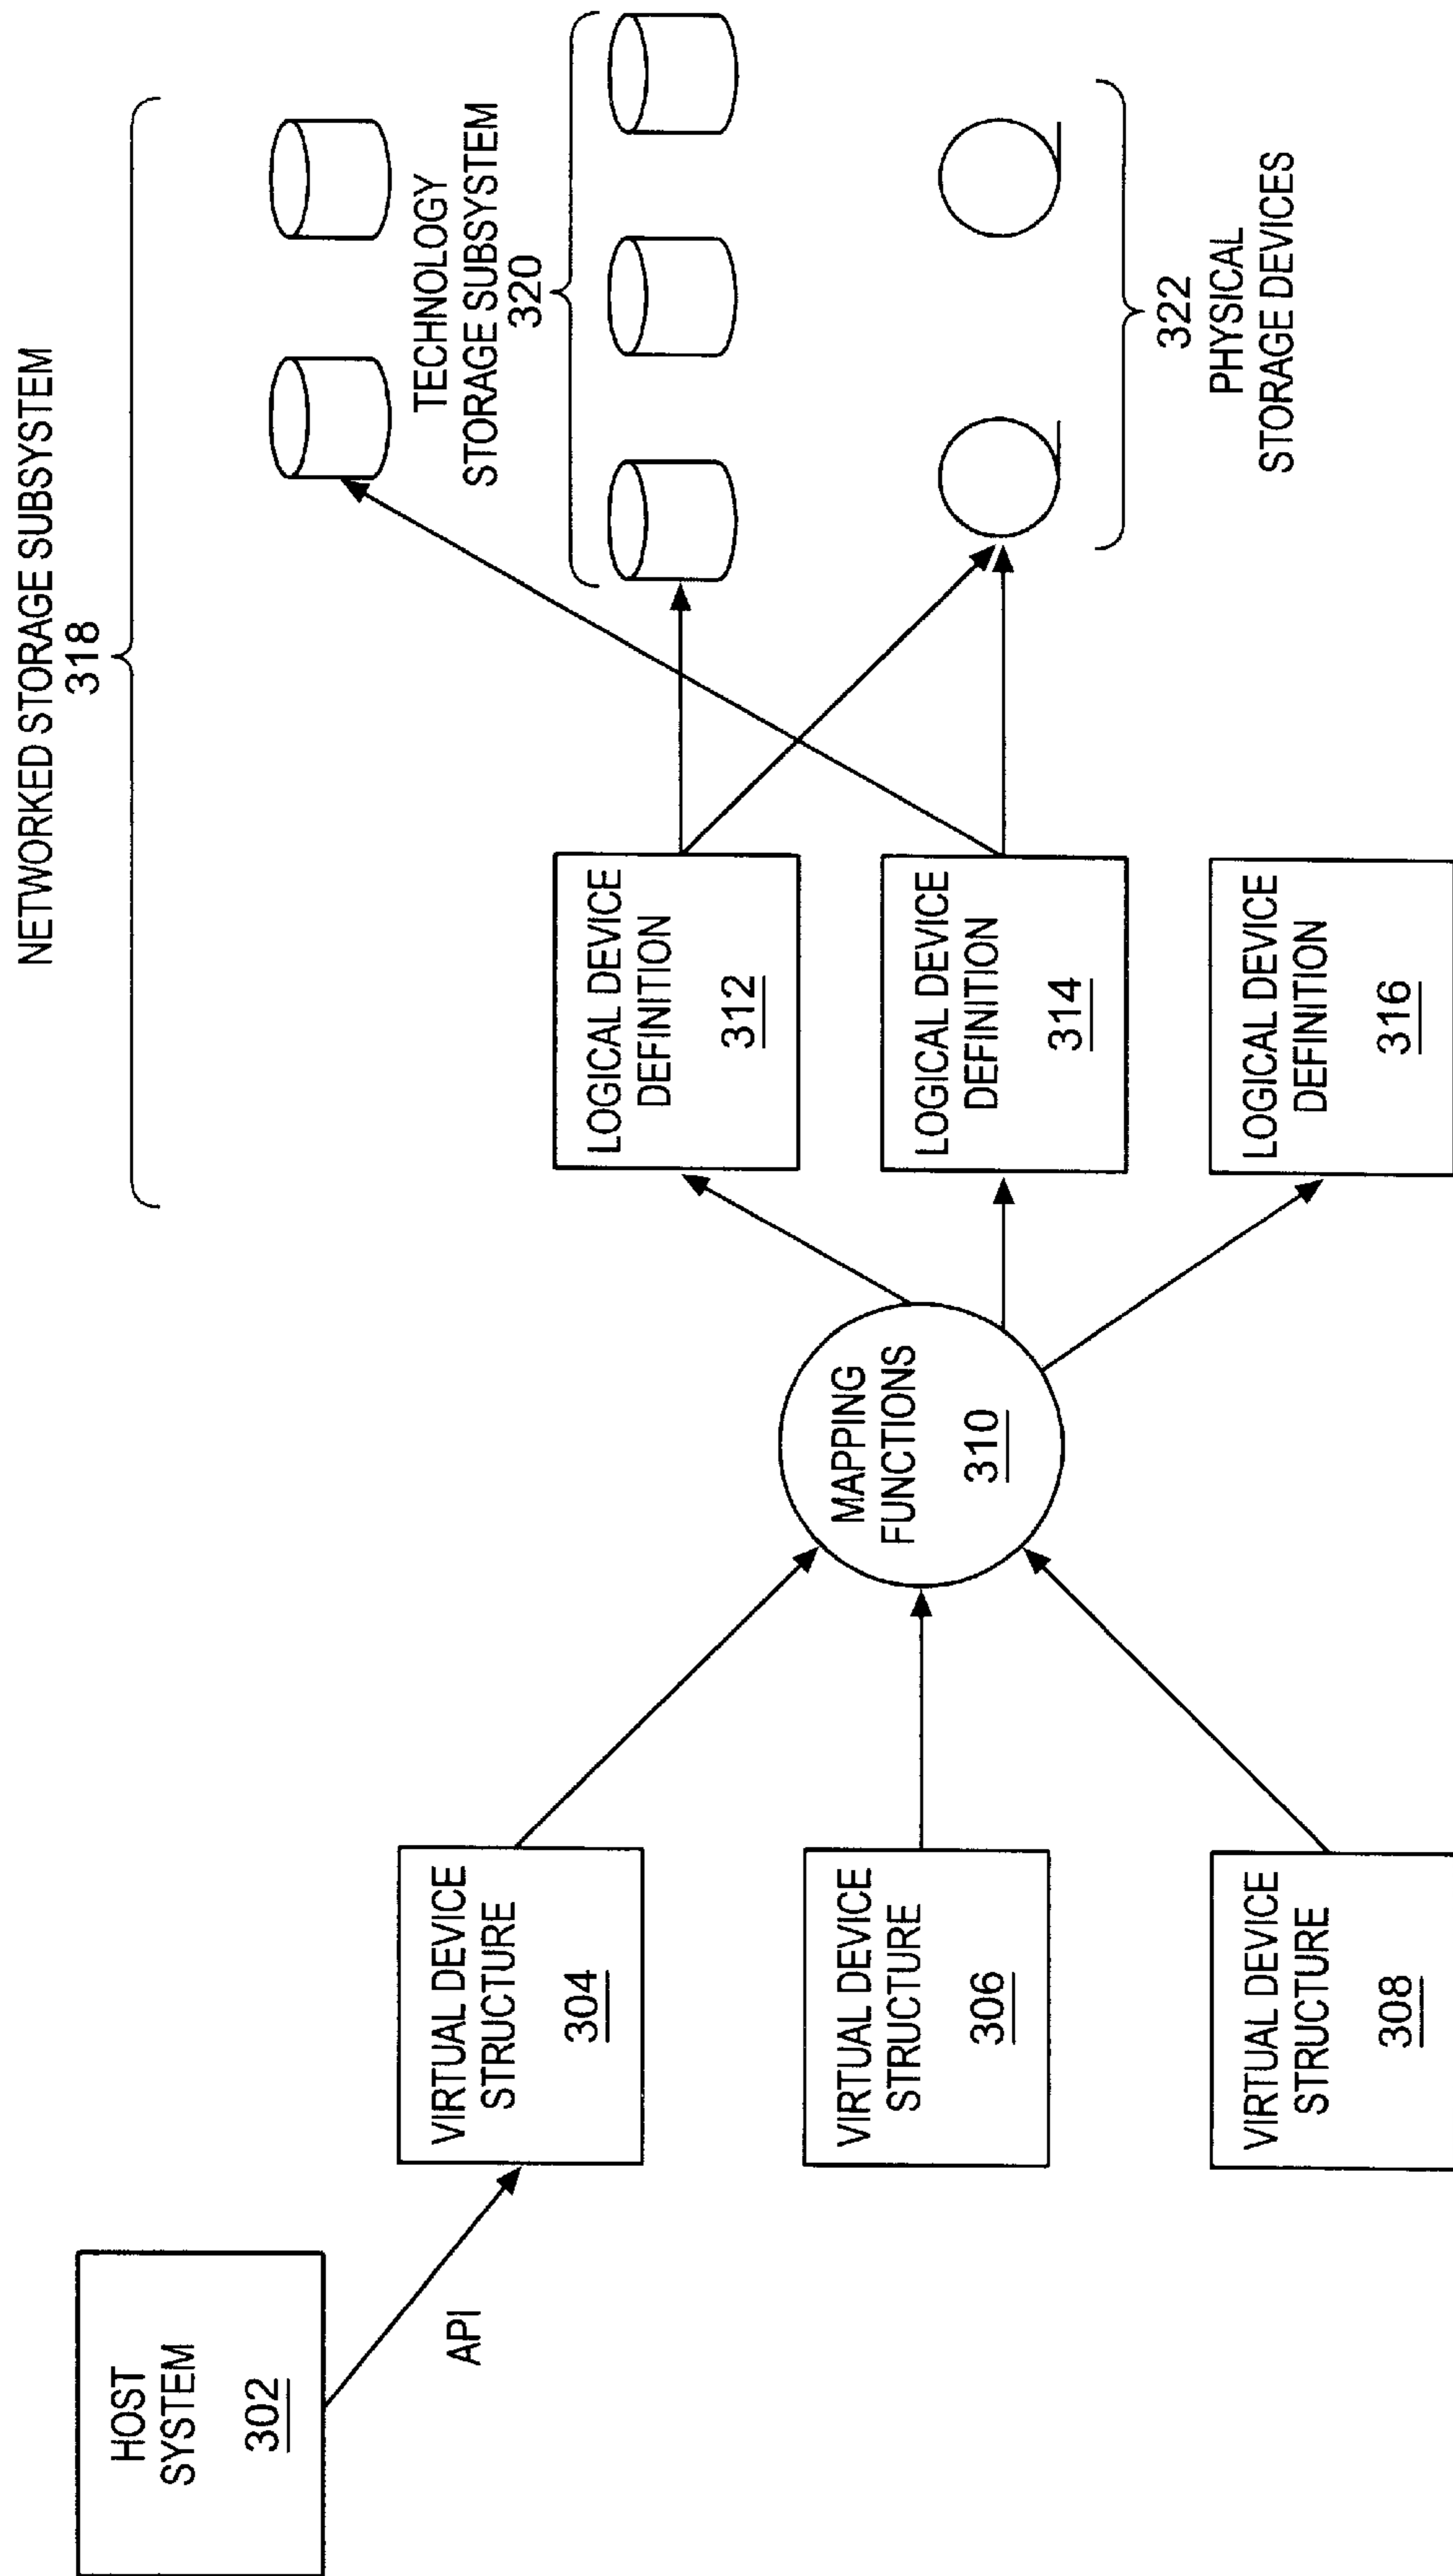 NETWORKED STORAGE SUBSYSTEM
318
HOST
SYSTEM
302
API
VIRTUAL DEVICE
STRUCTURE
304
VIRTUAL DEVICE
STRUCTURE
306
VIRTUAL DEVICE
STRUCTURE
308
MAPPING
FUNCTIONS
310
LOGICAL DEVICE
DEFINITION
312
LOGICAL DEVICE
DEFINITION
314
LOGICAL DEVICE
DEFINITION
316
TECHNOLOGY
STORAGE SUBSYSTEM
320
322
PHYSICAL
STORAGE DEVICES